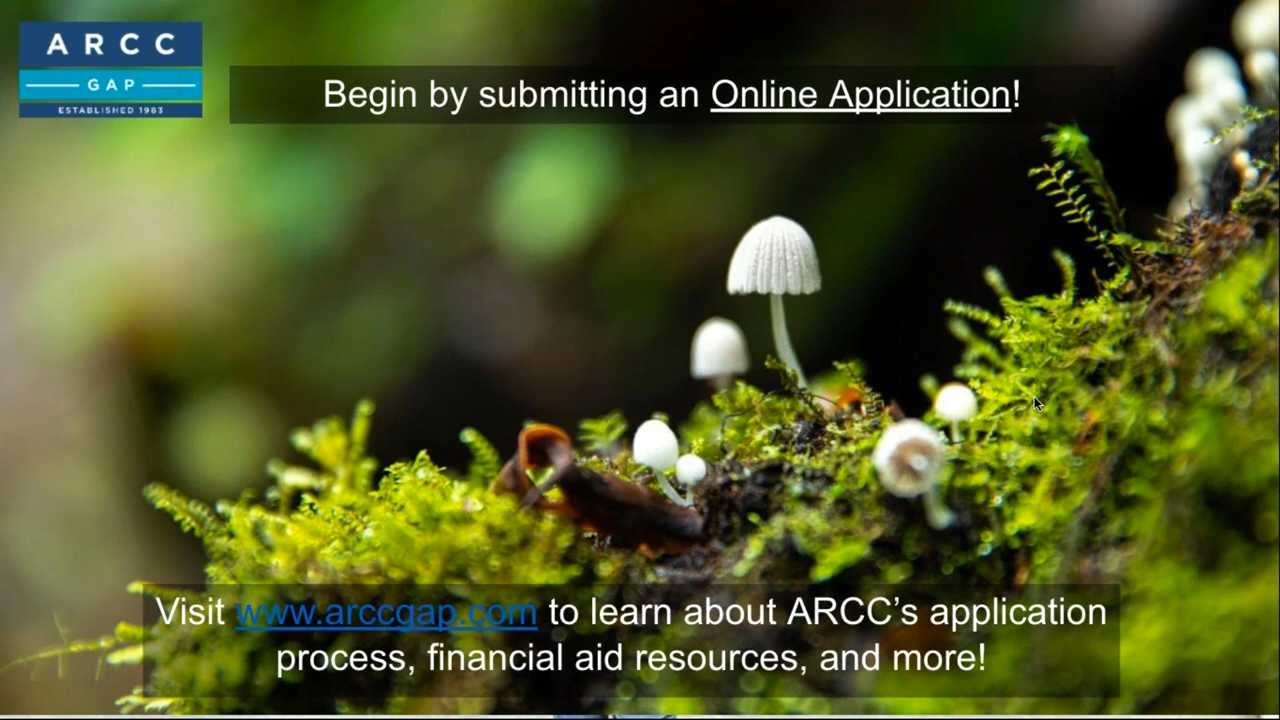 ARCC
GAP
ESTABLISHED 1983
Begin by submitting an Online Application!
Visit www.arccgap.com to learn about ARCC’s application
process, financial aid resources, and more!